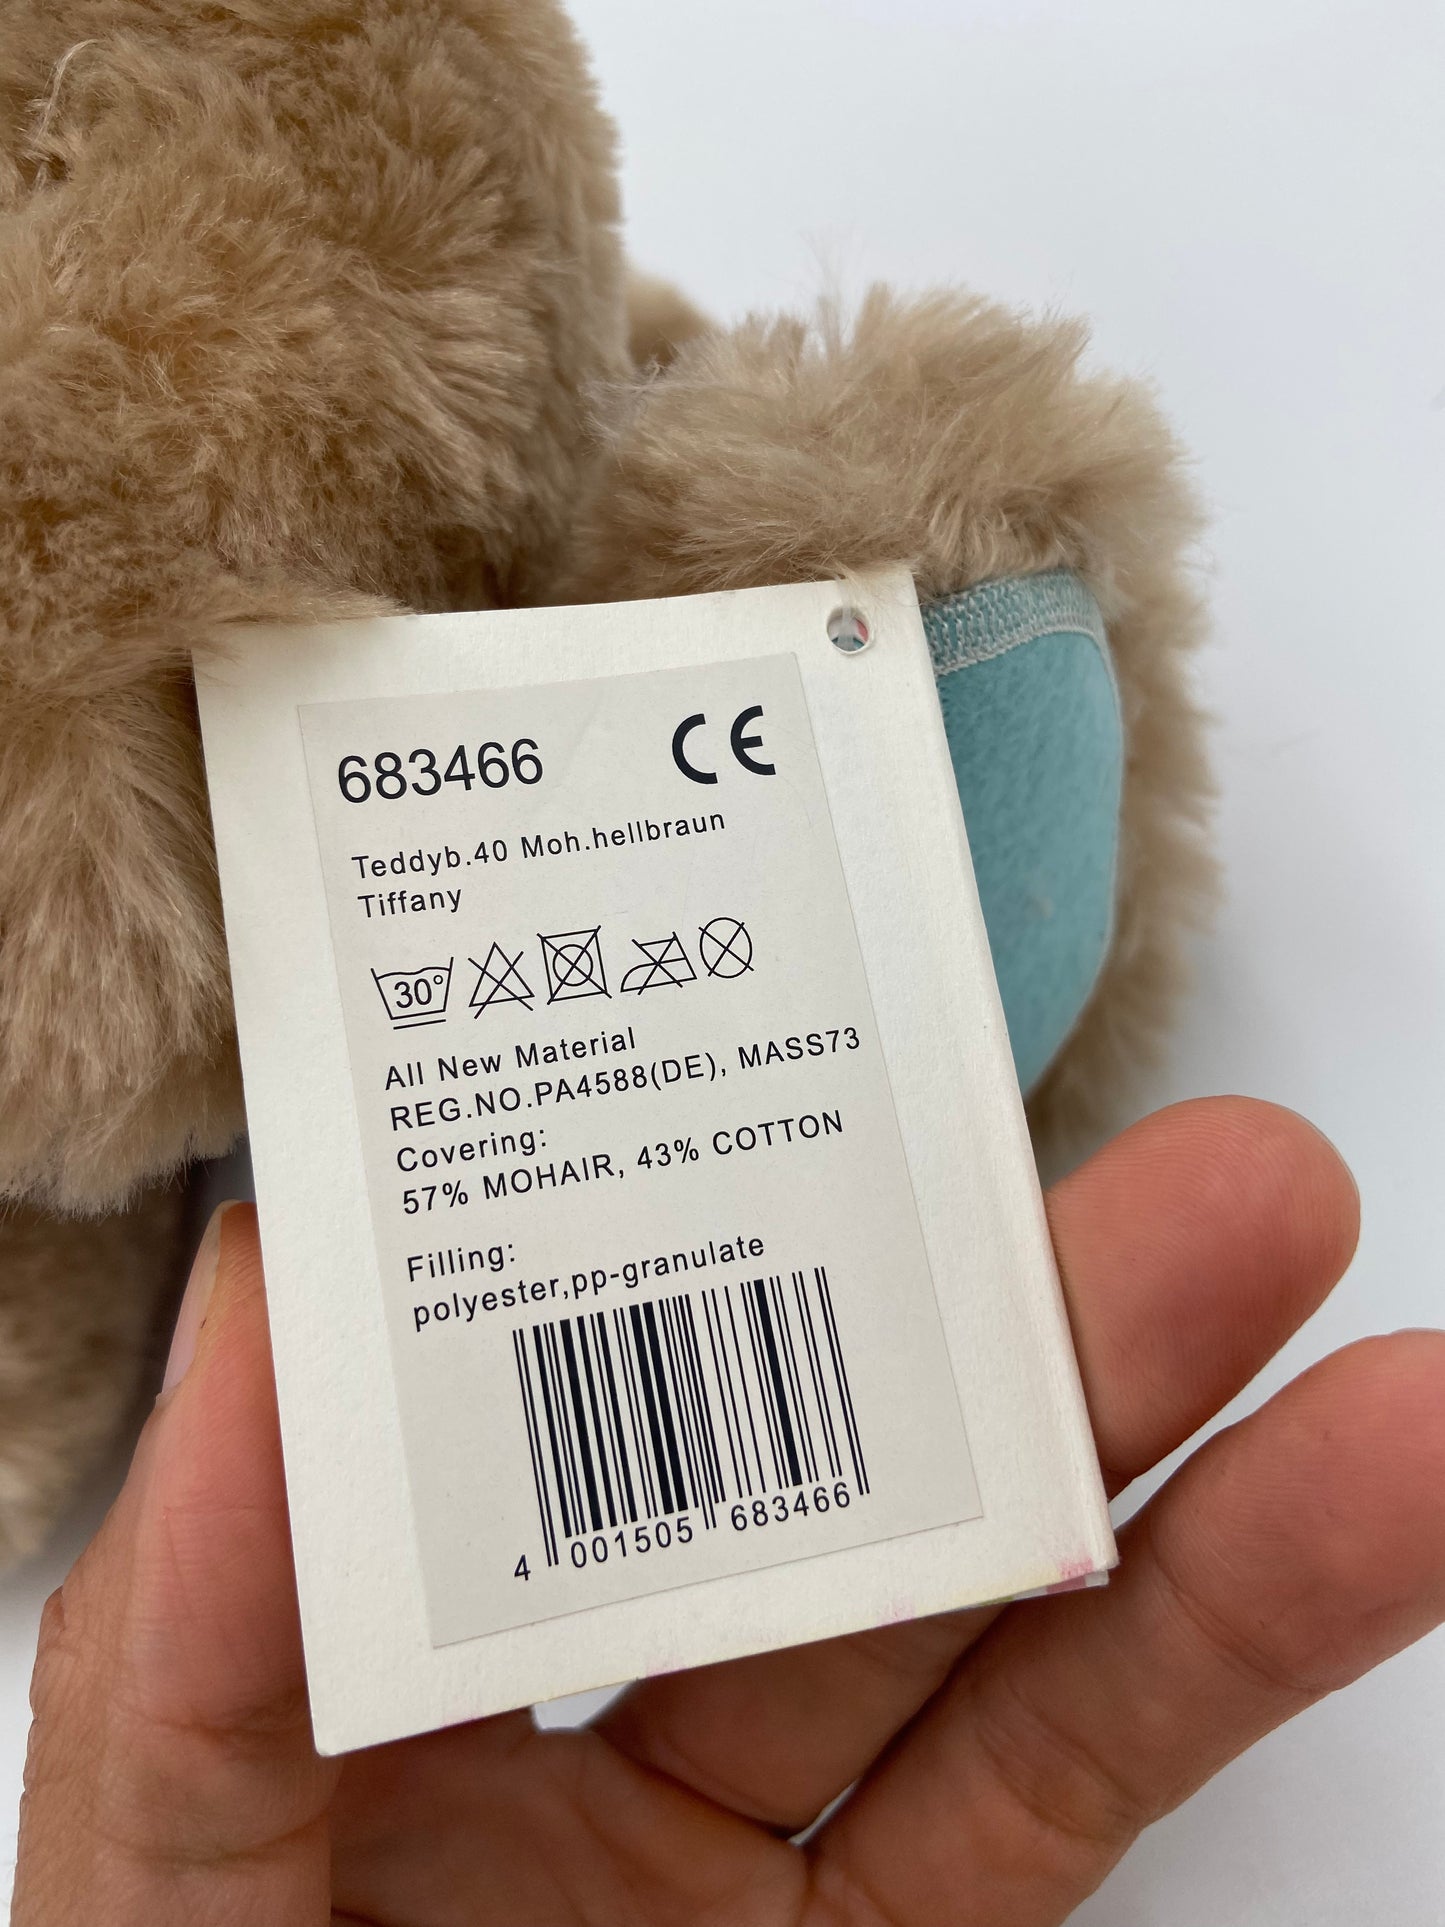 683466 CE
Teddyb.40 Moh.hellbraun
Tiffany
30°
All New Material
REG.NO.PA4588(DE), MASS73
Covering:
57% MOHAIR, 43% COTTON
Filling:
polyester,pp-granulate
4 001505 683466